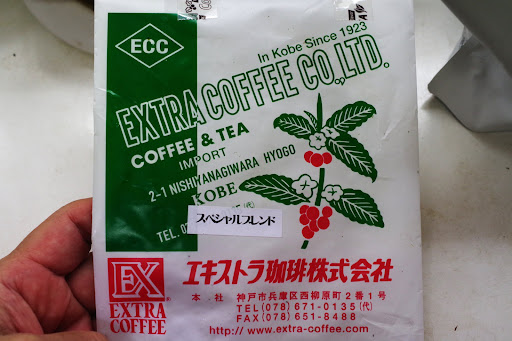 ECC
In Kobe Since 1923
EXTRA COFFEE CO.,LTD.
COFFEE & TEA
IMPORT
2-1 NISHIYANAGIWARA HYOGO
KOBE
スペシャルブレンド
TEL.
(代)
EX
EXTRA
COFFEE
エキストラ珈琲株式会社
本社 神戸市兵庫区西柳原町2番1号
TEL(078)671-0135(代)
FAX(078)651-8488
http://www.extra-coffee.com